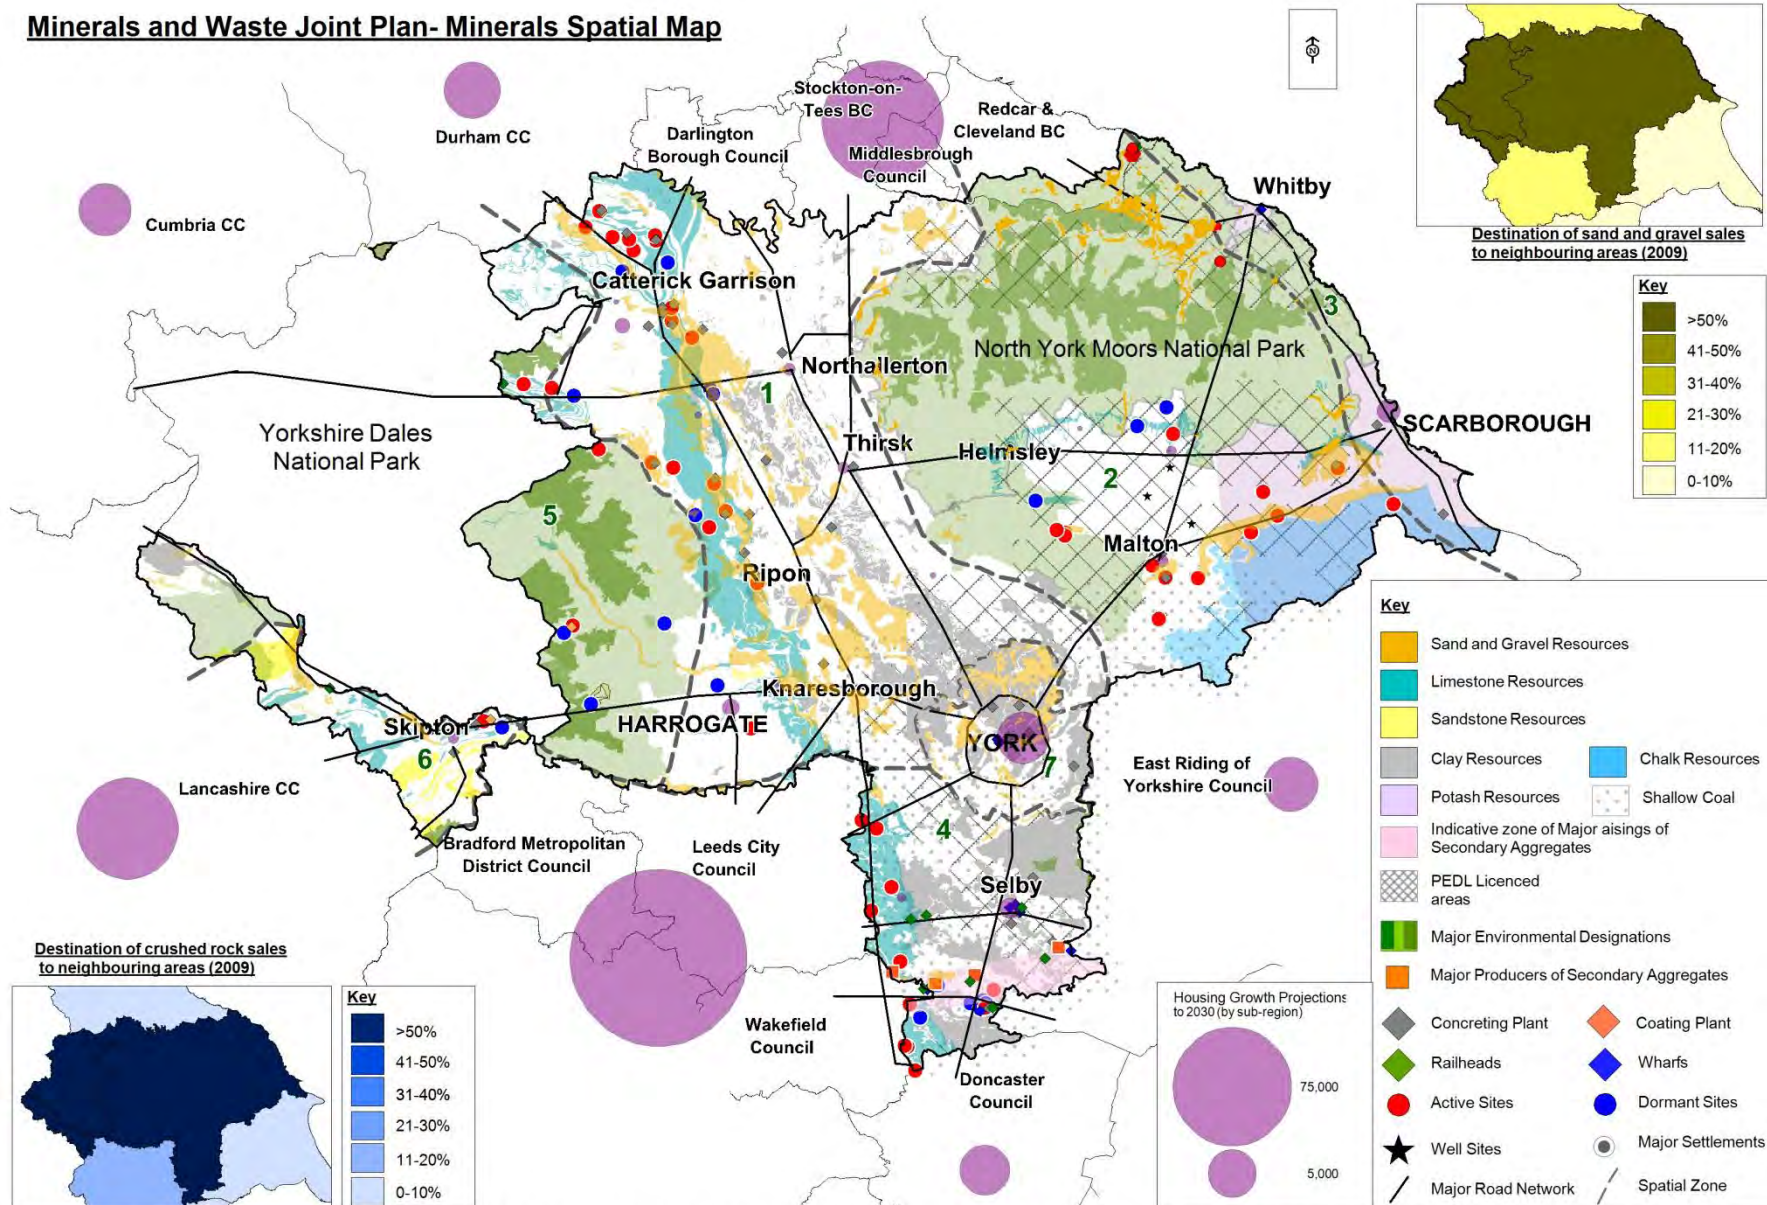 Minerals and Waste Joint Plan- Minerals Spatial Map
N
Destination of sand and gravel sales
to neighbouring areas (2009)
Key
>50%
41-50%
31-40%
21-30%
11-20%
0-10%
Durham CC
Darlington
Borough Council
Stockton-on-
Tees BC
Middlesbrough
Council
Redcar &
Cleveland BC
Cumbria CC
Whitby
Catterick Garrison
3
North York Moors National Park
Northallerton
1
Yorkshire Dales
National Park
Thirsk
Helmsley
SCARBOROUGH
2
5
Malton
Ripon
Knaresborough
HARROGATE
Skipton
6
YORK
7
East Riding of
Yorkshire Council
Lancashire CC
Bradford Metropolitan
District Council
Leeds City
Council
4
Selby
Wakefield
Council
Doncaster
Council
Destination of crushed rock sales
to neighbouring areas (2009)
Key
>50%
41-50%
31-40%
21-30%
11-20%
0-10%
Housing Growth Projections
to 2030 (by sub-region)
75,000
5,000
Key
Sand and Gravel Resources
Limestone Resources
Sandstone Resources
Clay Resources
Chalk Resources
Potash Resources
Shallow Coal
Indicative zone of Major aisings of
Secondary Aggregates
PEDL Licenced
areas
Major Environmental Designations
Major Producers of Secondary Aggregates
Concreting Plant
Coating Plant
Railheads
Wharfs
Active Sites
Dormant Sites
Well Sites
Major Settlements
Major Road Network
Spatial Zone